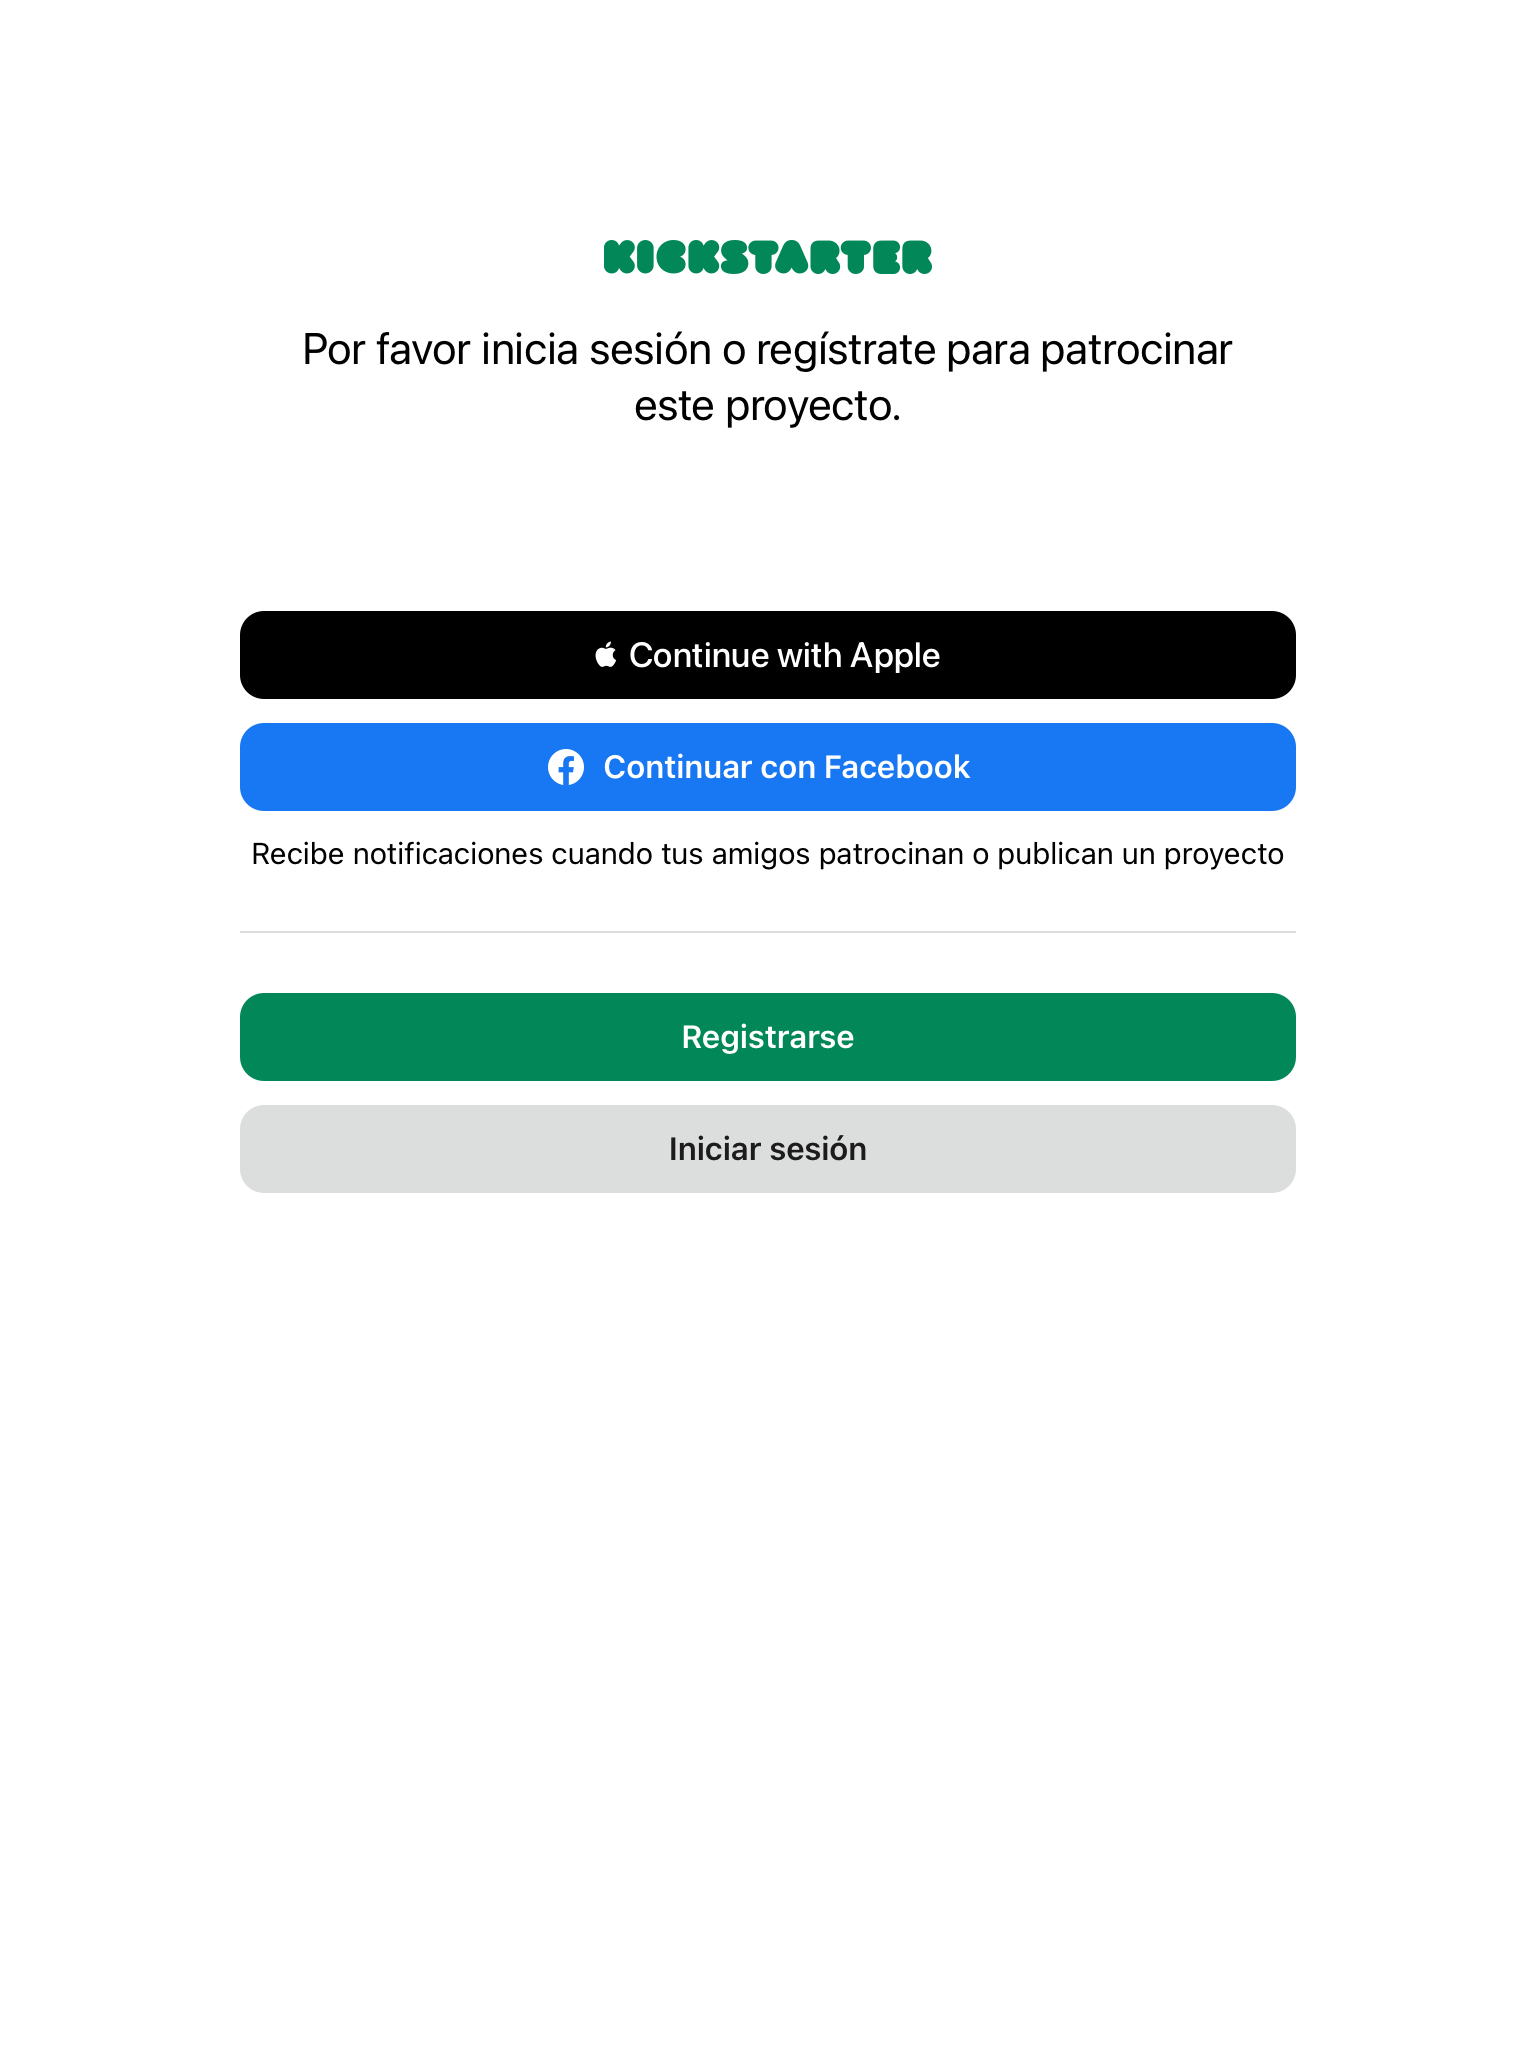 KICKSTARTER
Por favor inicia sesión o regístrate para patrocinar
este proyecto.
Continue with Apple
Continuar con Facebook
Recibe notificaciones cuando tus amigos patrocinan o publican un proyecto
Registrarse
Iniciar sesión